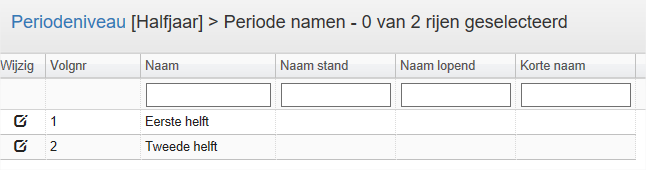 Periodeniveau [Halfjaar] > Periode namen - 0 van 2 rijen geselecteerd
Wijzig Volgnr Naam Naam stand Naam lopend Korte naam
1 Eerste helft
2 Tweede helft